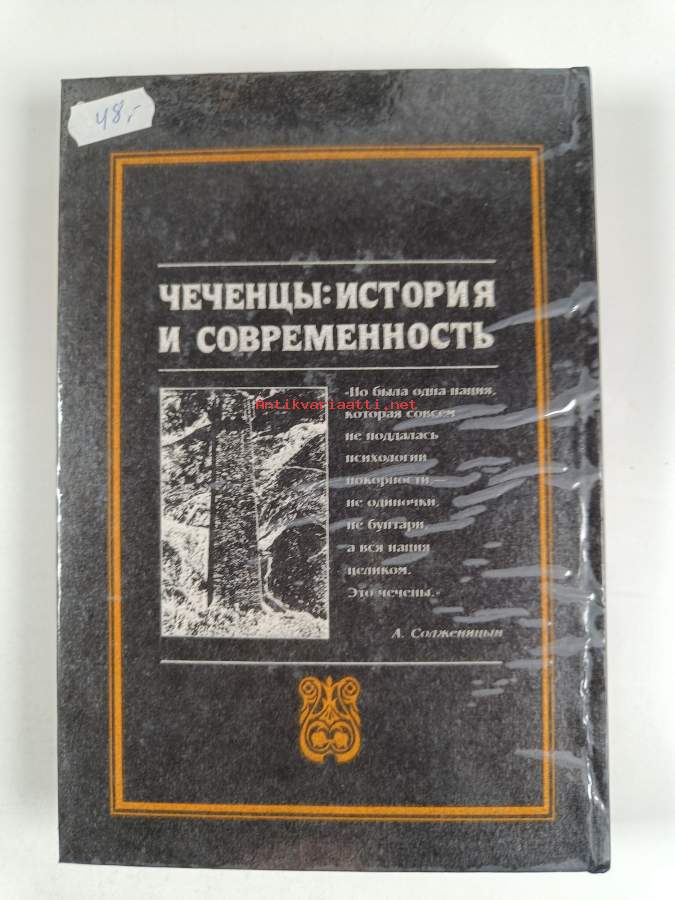 48,-
ЧЕЧЕНЦЫ: ИСТОРИЯ
И СОВРЕМЕННОСТЬ
Antikvariaatti.net
«Но была одна нация,
которая совсем
не поддалась
психологии
покорности —
не одиночки,
не бунтари,
а вся нация
целиком.
Это чечены.»
А. Солженицын